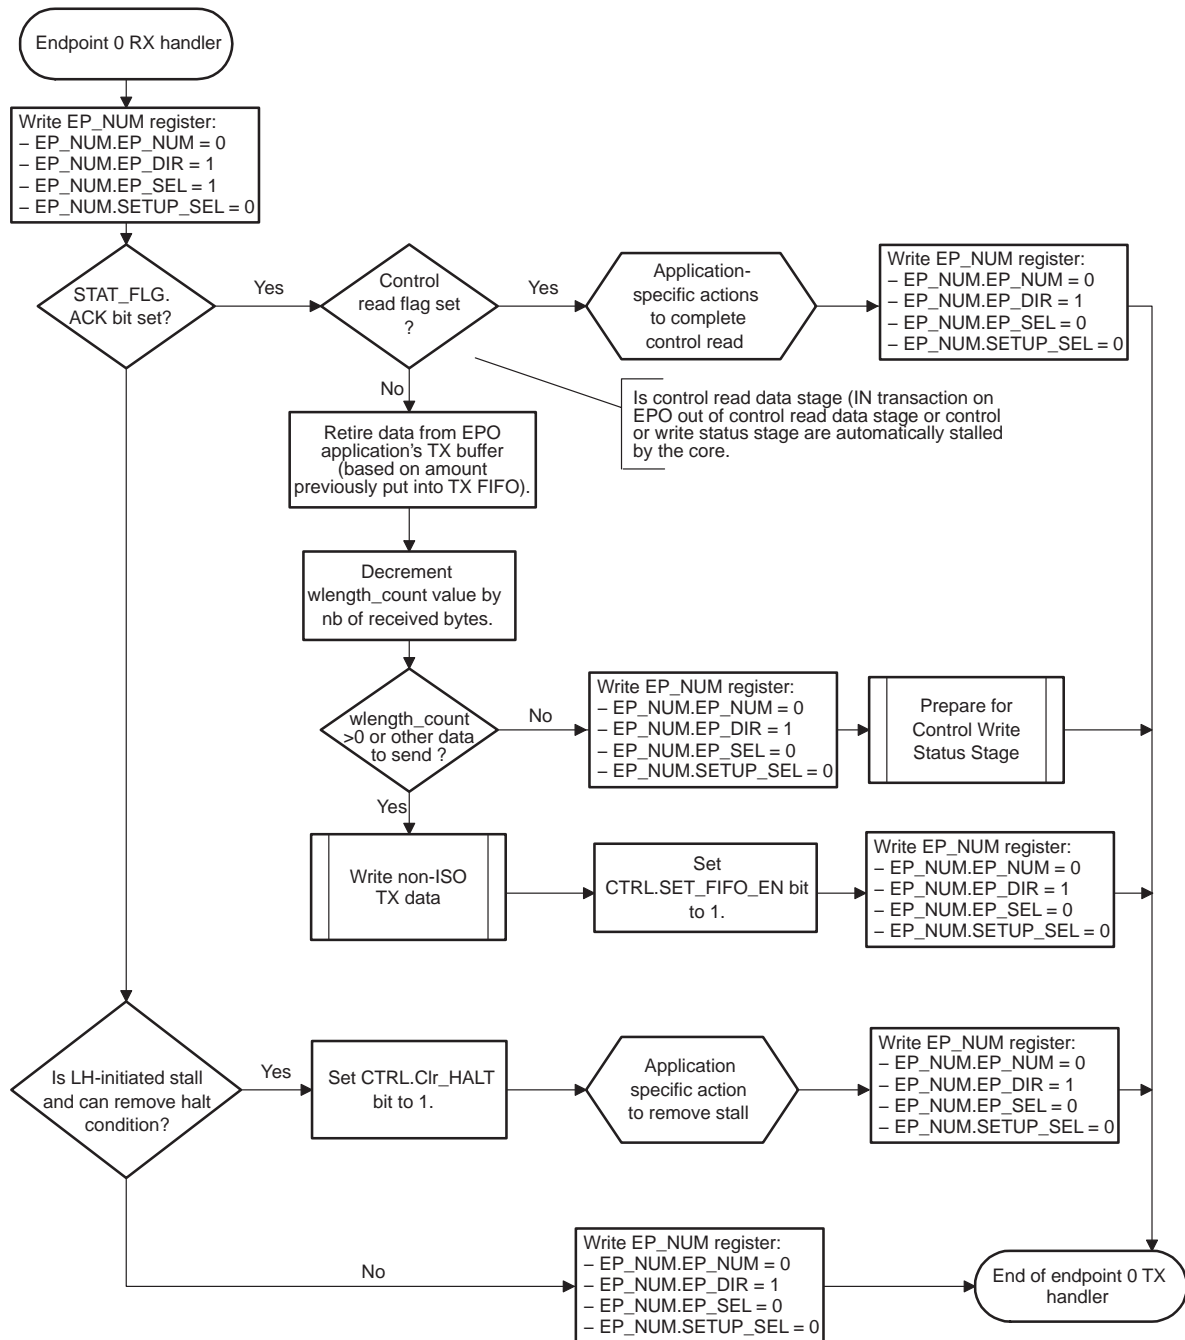 Endpoint 0 RX handler
Write EP_NUM register:
– EP_NUM.EP_NUM = 0
– EP_NUM.EP_DIR = 1
– EP_NUM.EP_SEL = 1
– EP_NUM.SETUP_SEL = 0
STAT_FLG.
ACK bit set?
Yes
Control
read flag set
?
Yes
Application-
specific actions
to complete
control read
Write EP_NUM register:
– EP_NUM.EP_NUM = 0
– EP_NUM.EP_DIR = 1
– EP_NUM.EP_SEL = 0
– EP_NUM.SETUP_SEL = 0
No
Is control read data stage (IN transaction on
EPO out of control read data stage or control
or write status stage are automatically stalled
by the core.
Retire data from EPO
application's TX buffer
(based on amount
previously put into TX FIFO).
Decrement
wlength_count value by
nb of received bytes.
wlength_count
>0 or other data
to send ?
No
Write EP_NUM register:
– EP_NUM.EP_NUM = 0
– EP_NUM.EP_DIR = 1
– EP_NUM.EP_SEL = 0
– EP_NUM.SETUP_SEL = 0
Prepare for
Control Write
Status Stage
Yes
Write non-ISO
TX data
Set
CTRL.SET_FIFO_EN bit
to 1.
Write EP_NUM register:
– EP_NUM.EP_NUM = 0
– EP_NUM.EP_DIR = 1
– EP_NUM.EP_SEL = 0
– EP_NUM.SETUP_SEL = 0
Is LH-initiated stall
and can remove halt
condition?
Yes
Set CTRL.Clr_HALT
bit to 1.
Application
specific action
to remove stall
Write EP_NUM register:
– EP_NUM.EP_NUM = 0
– EP_NUM.EP_DIR = 1
– EP_NUM.EP_SEL = 0
– EP_NUM.SETUP_SEL = 0
No
Write EP_NUM register:
– EP_NUM.EP_NUM = 0
– EP_NUM.EP_DIR = 1
– EP_NUM.EP_SEL = 0
– EP_NUM.SETUP_SEL = 0
End of endpoint 0 TX
handler